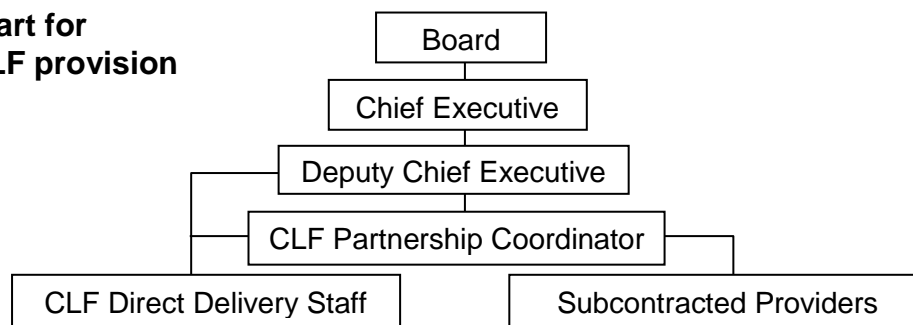 art for
LF provision
Board
Chief Executive
Deputy Chief Executive
CLF Partnership Coordinator
CLF Direct Delivery Staff
Subcontracted Providers